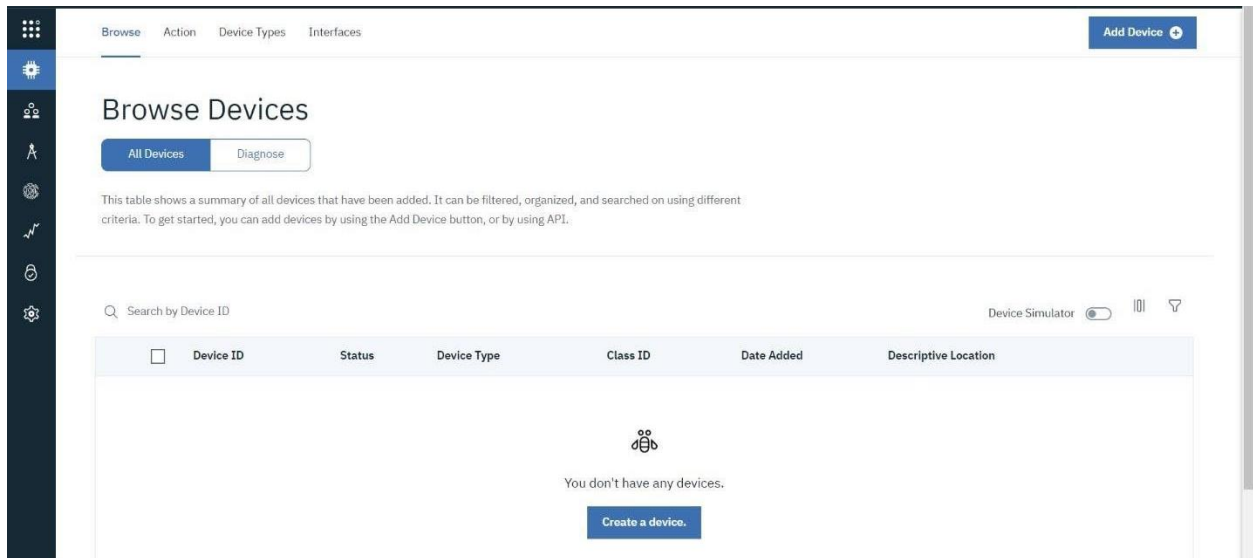 Browse Action Device Types Interfaces Add Device
Browse Devices
All Devices Diagnose
This table shows a summary of all devices that have been added. It can be filtered, organized, and searched on using different
criteria. To get started, you can add devices by using the Add Device button, or by using API.
Search by Device ID Device Simulator
Device ID Status Device Type Class ID Date Added Descriptive Location
You don't have any devices.
Create a device.